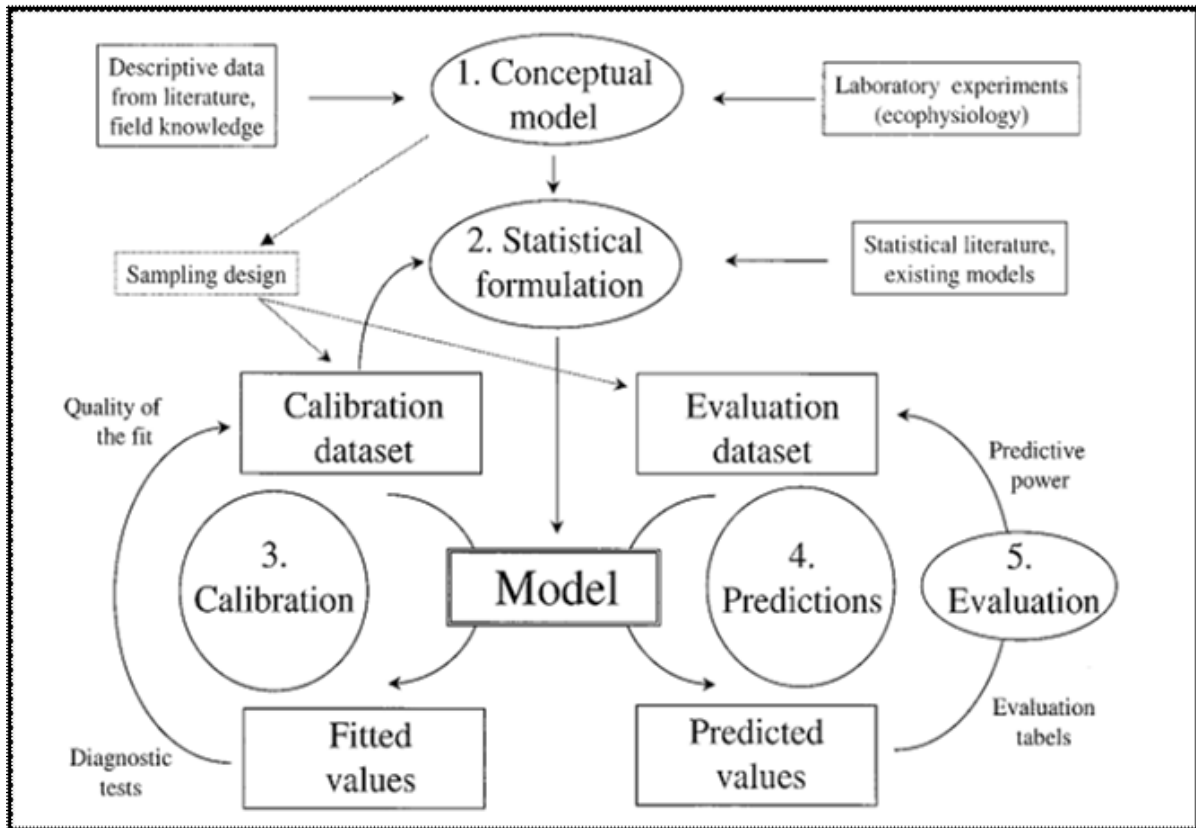 Descriptive data
from literature,
field knowledge
1. Conceptual
model
Laboratory experiments
(ecophysiology)
Sampling design
2. Statistical
formulation
Statistical literature,
existing models
Quality of
the fit
Calibration
dataset
Evaluation
dataset
Predictive
power
3.
Calibration
Model
4.
Predictions
5.
Evaluation
Diagnostic
tests
Fitted
values
Predicted
values
Evaluation
tabels